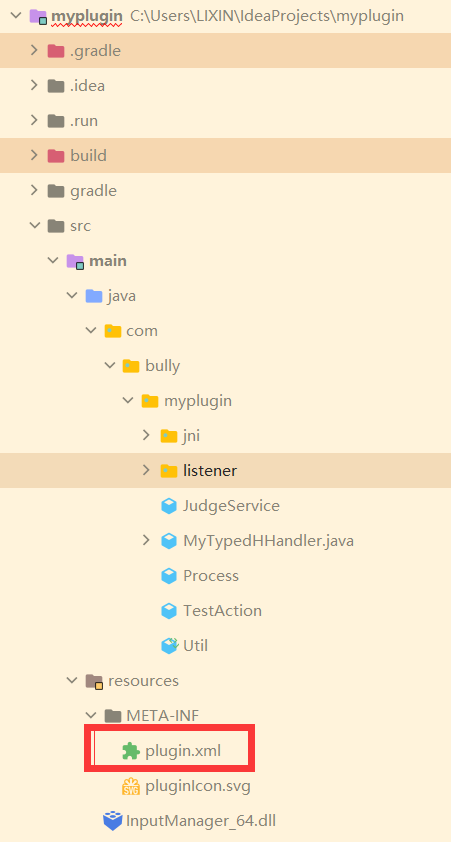 myplugin C:\Users\LIXIN\IdeaProjects\myplugin
.gradle
.idea
.run
build
gradle
src
main
java
com
bully
myplugin
jni
listener
JudgeService
MyTypedHHandler.java
Process
TestAction
Util
resources
META-INF
plugin.xml
pluginIcon.svg
InputManager_64.dll